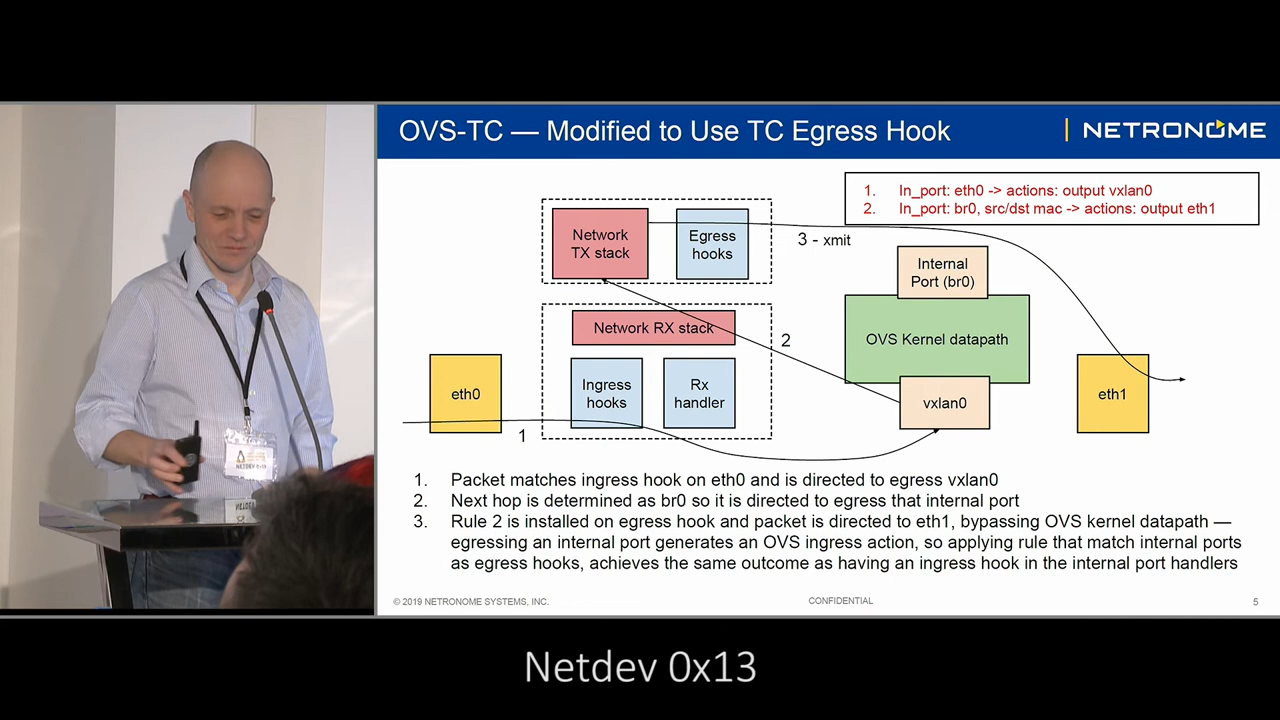 OVS-TC — Modified to Use TC Egress Hook
NETRONOME
1. In_port: eth0 -> actions: output vxlan0
2. In_port: br0, src/dst mac -> actions: output eth1
Network
TX stack
Egress
hooks
3 - xmit
Internal
Port (br0)
Network RX stack
2
OVS Kernel datapath
eth0
Ingress
hooks
Rx
handler
vxlan0
eth1
1
1. Packet matches ingress hook on eth0 and is directed to egress vxlan0
2. Next hop is determined as br0 so it is directed to egress that internal port
3. Rule 2 is installed on egress hook and packet is directed to eth1, bypassing OVS kernel datapath —
egressing an internal port generates an OVS ingress action, so applying rule that match internal ports
as egress hooks, achieves the same outcome as having an ingress hook in the internal port handlers
© 2019 NETRONOME SYSTEMS, INC.
CONFIDENTIAL
5
NETDEV 0x13
Netdev 0x13